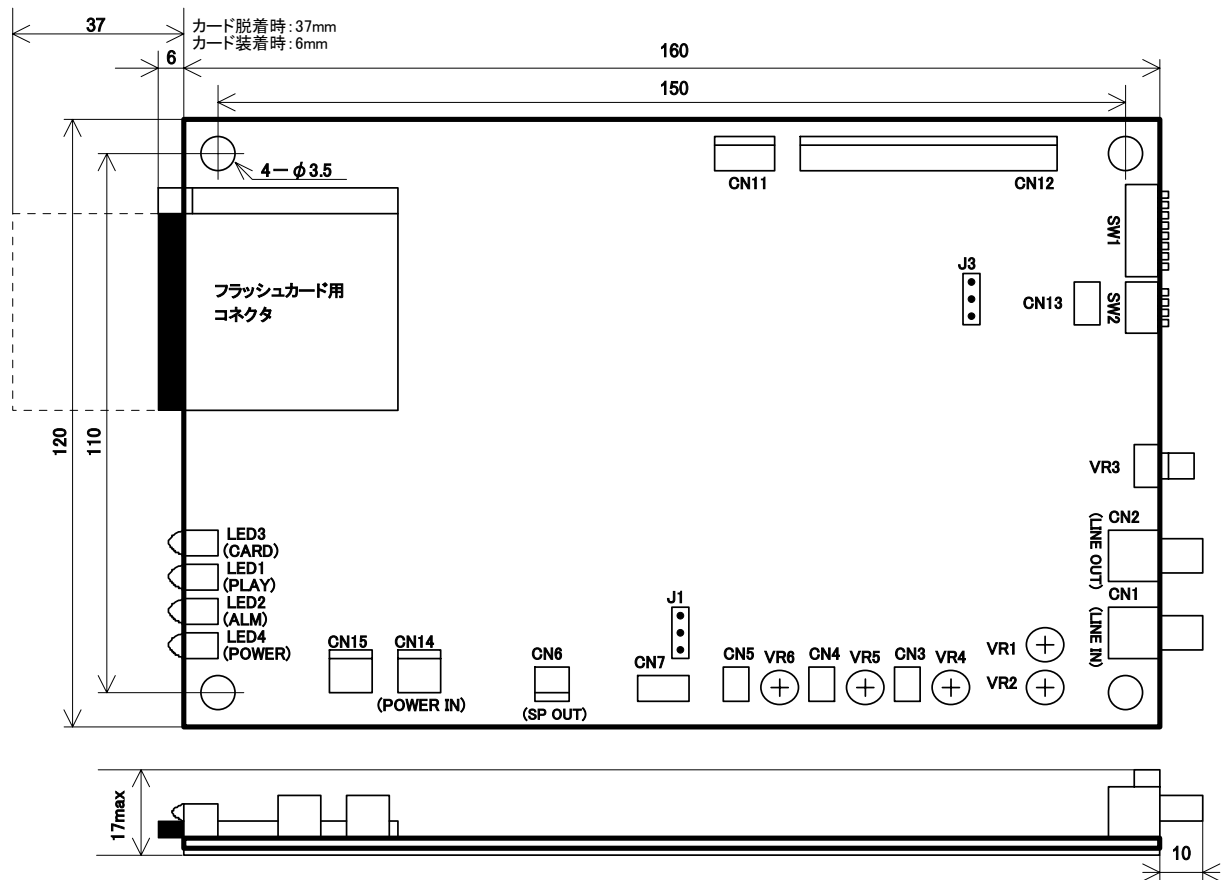 37
カード脱着時：37mm
カード装着時：6mm
6
160
150
4－φ3.5
CN11
CN12
SW1
J3
フラッシュカード用
コネクタ
CN13
SW2
120
110
VR3
CN2
(LINE OUT)
LED3
(CARD)
LED1
(PLAY)
LED2
(ALM)
LED4
(POWER)
CN1
(LINE IN)
J1
CN15
CN14
(POWER IN)
CN6
(SP OUT)
CN7
CN5
VR6
CN4
VR5
CN3
VR4
VR1
VR2
17max
10